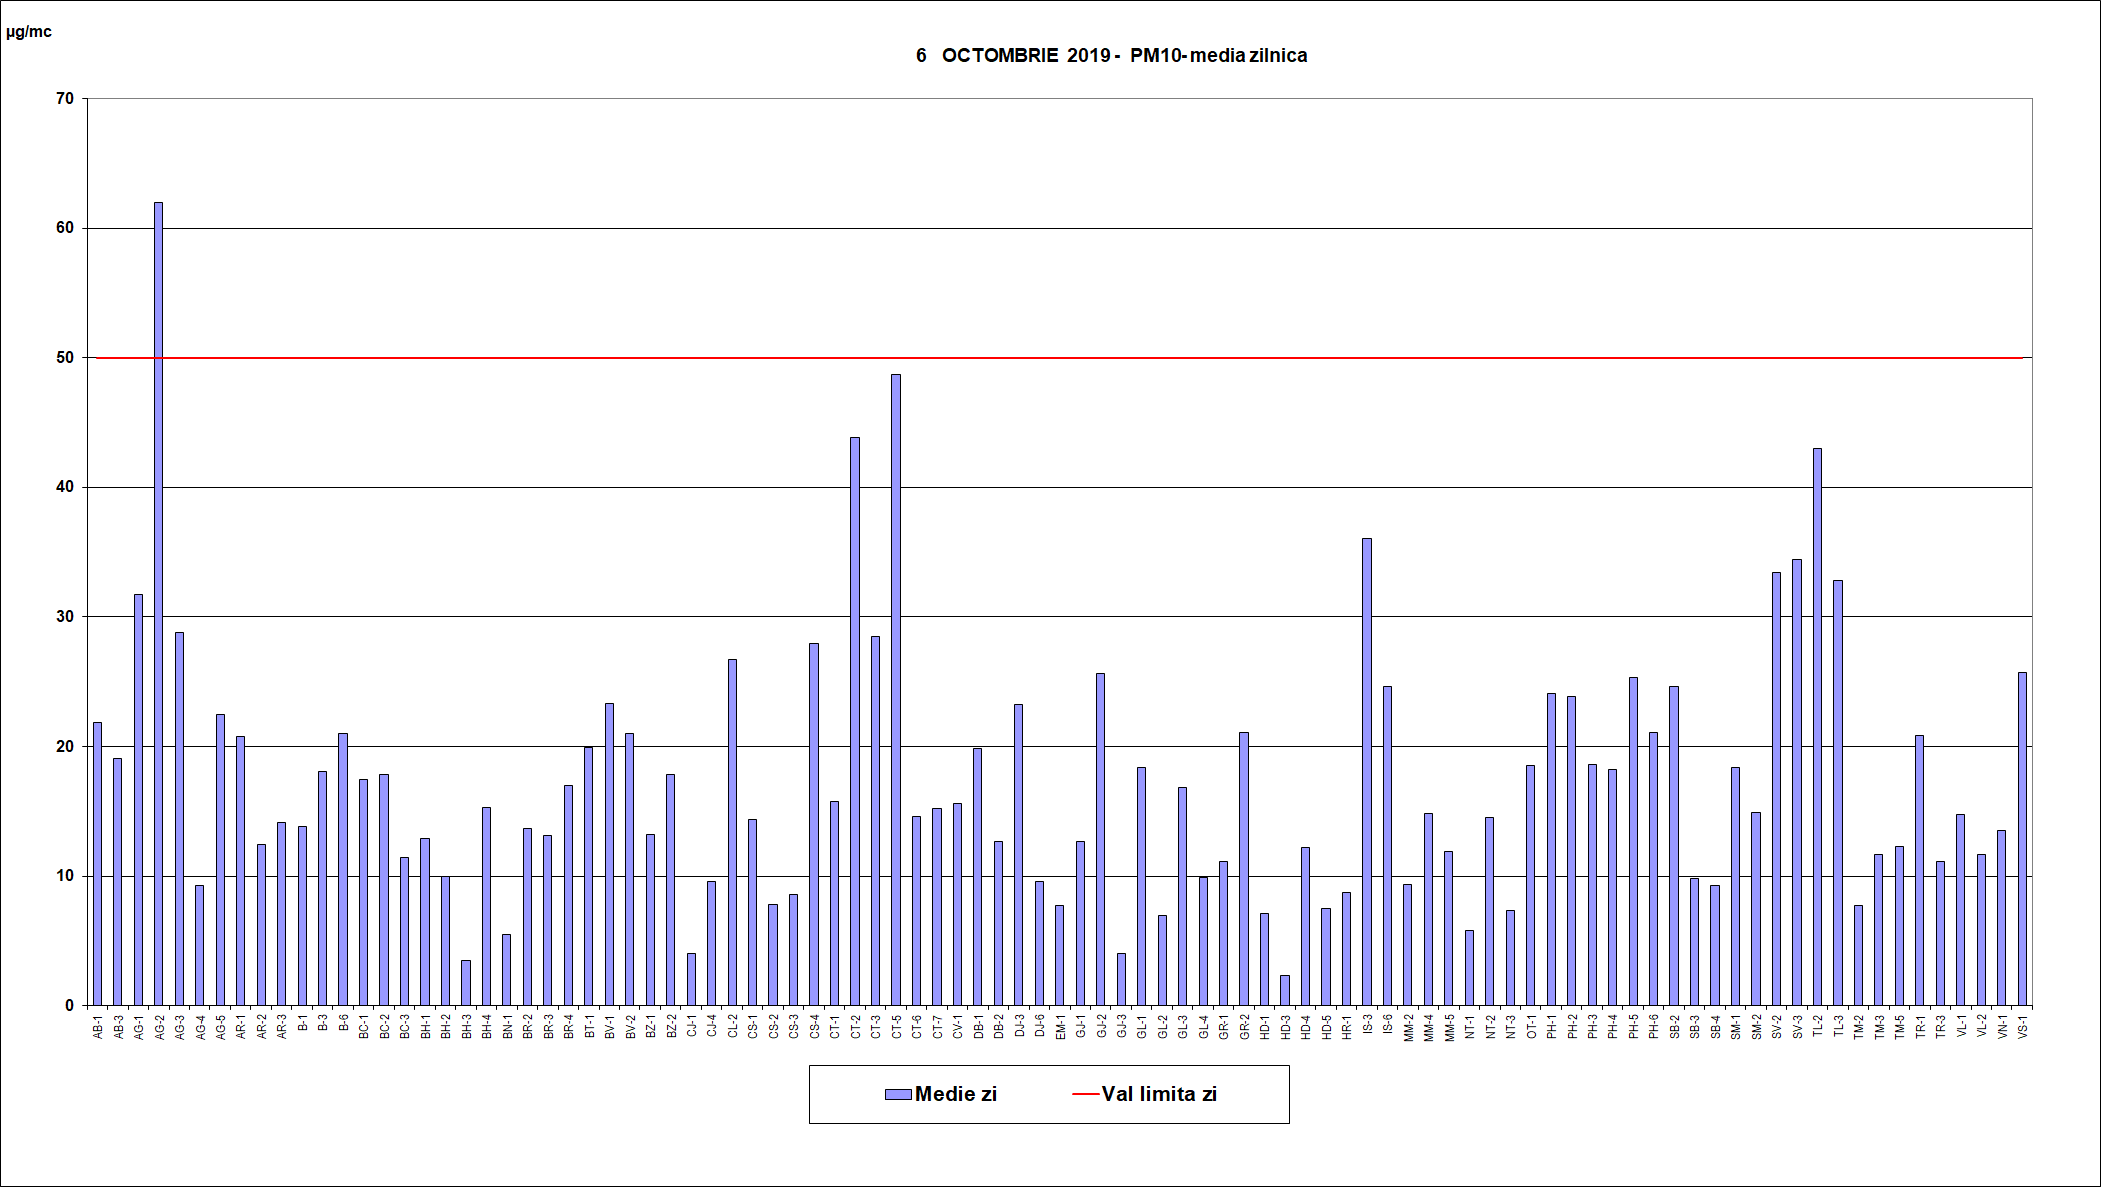 µg/mc
6 OCTOMBRIE 2019 - PM10- media zilnica
70
60
50
40
30
20
10
0
AB-1 AB-3 AG-1 AG-2 AG-3 AG-4 AG-5 AR-1 AR-2 AR-3 B-1 B-3 B-6 BC-1 BC-2 BC-3 BH-1 BH-2 BH-3 BH-4 BN-1 BR-2 BR-3 BR-4 BT-1 BV-1 BV-2 BZ-1 BZ-2 CJ-1 CJ-4 CL-2 CS-1 CS-2 CS-3 CS-4 CT-1 CT-2 CT-3 CT-5 CT-6 CT-7 CV-1 DB-1 DB-2 DJ-3 DJ-6 EM-1 GJ-1 GJ-2 GJ-3 GL-1 GL-2 GL-3 GL-4 GR-1 GR-2 HD-1 HD-3 HD-4 HD-5 HR-1 IS-3 IS-6 MM-2 MM-4 MM-5 NT-1 NT-2 NT-3 OT-1 PH-1 PH-2 PH-3 PH-4 PH-5 PH-6 SB-2 SB-3 SB-4 SM-1 SM-2 SV-2 SV-3 TL-2 TL-3 TM-2 TM-3 TM-5 TR-1 TR-3 VL-1 VL-2 VN-1 VS-1
Medie zi Val limita zi